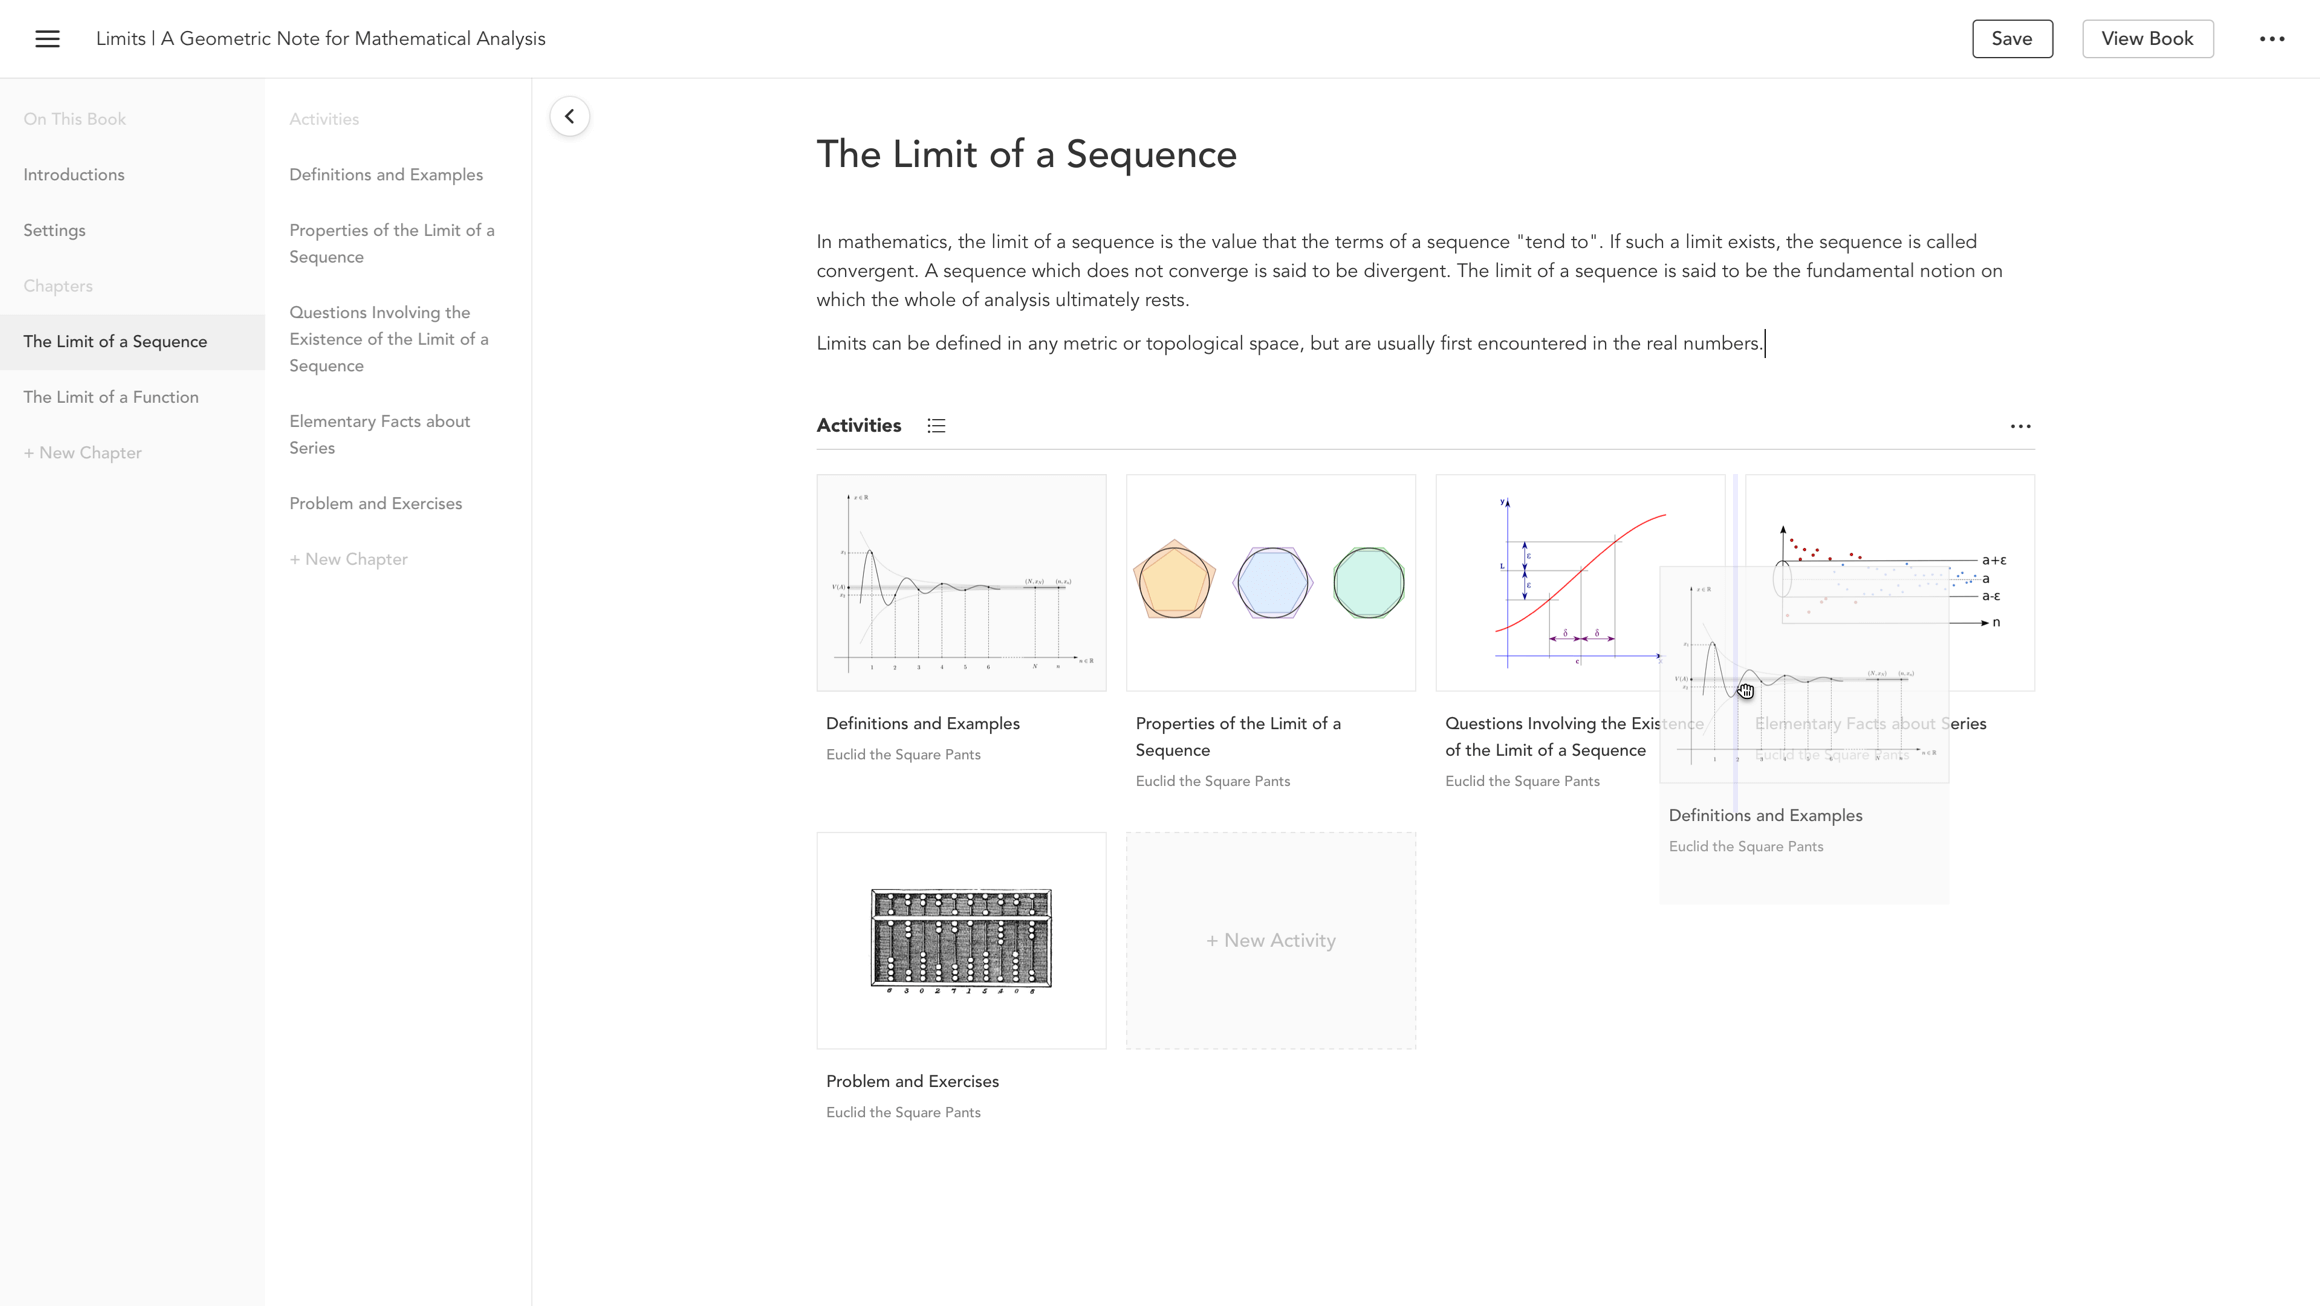 Limits | A Geometric Note for Mathematical Analysis
Save
View Book
On This Book
Introductions
Settings
Chapters
The Limit of a Sequence
The Limit of a Function
+ New Chapter
Activities
Definitions and Examples
Properties of the Limit of a
Sequence
Questions Involving the
Existence of the Limit of a
Sequence
Elementary Facts about
Series
Problem and Exercises
+ New Chapter
The Limit of a Sequence
In mathematics, the limit of a sequence is the value that the terms of a sequence "tend to". If such a limit exists, the sequence is called
convergent. A sequence which does not converge is said to be divergent. The limit of a sequence is said to be the fundamental notion on
which the whole of analysis ultimately rests.
Limits can be defined in any metric or topological space, but are usually first encountered in the real numbers.
Activities
x ∈ ℝ
1 2 3 4 5 6 N n
n ∈ ℝ
Definitions and Examples
Euclid the Square Pants
Properties of the Limit of a
Sequence
Euclid the Square Pants
y
ε
L
ε
δ δ
c
Questions Involving the Existence
of the Limit of a Sequence
Euclid the Square Pants
a+ε
a
a-ε
n
Elementary Facts about Series
Euclid the Square Pants
x ∈ ℝ
n ∈ ℝ
Definitions and Examples
Euclid the Square Pants
Problem and Exercises
Euclid the Square Pants
+ New Activity